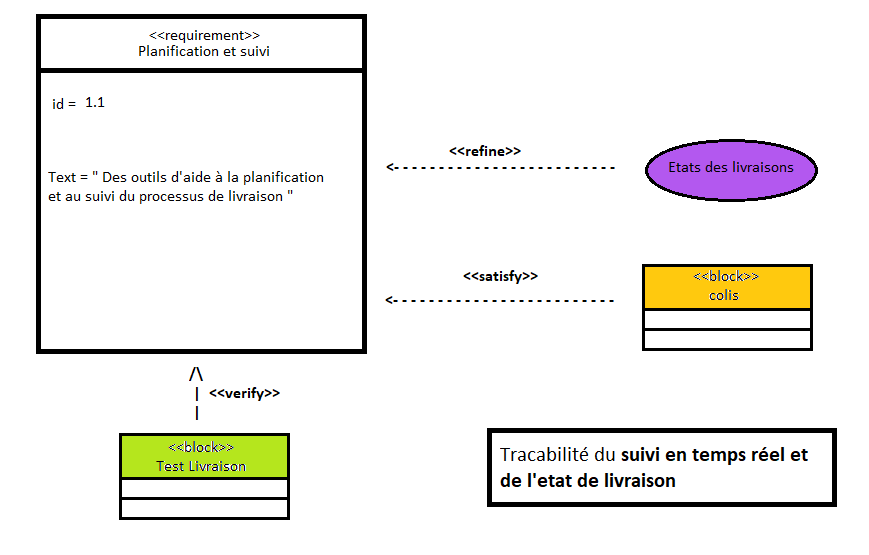 <<requirement>>
Planification et suivi
id = 1.1
Text = " Des outils d'aide à la planification
et au suivi du processus de livraison "
<<refine>>
Etats des livraisons
<<satisfy>>
<<block>>
colis
<<verify>>
<<block>>
Test Livraison
Tracabilité du suivi en temps réel et
de l'etat de livraison